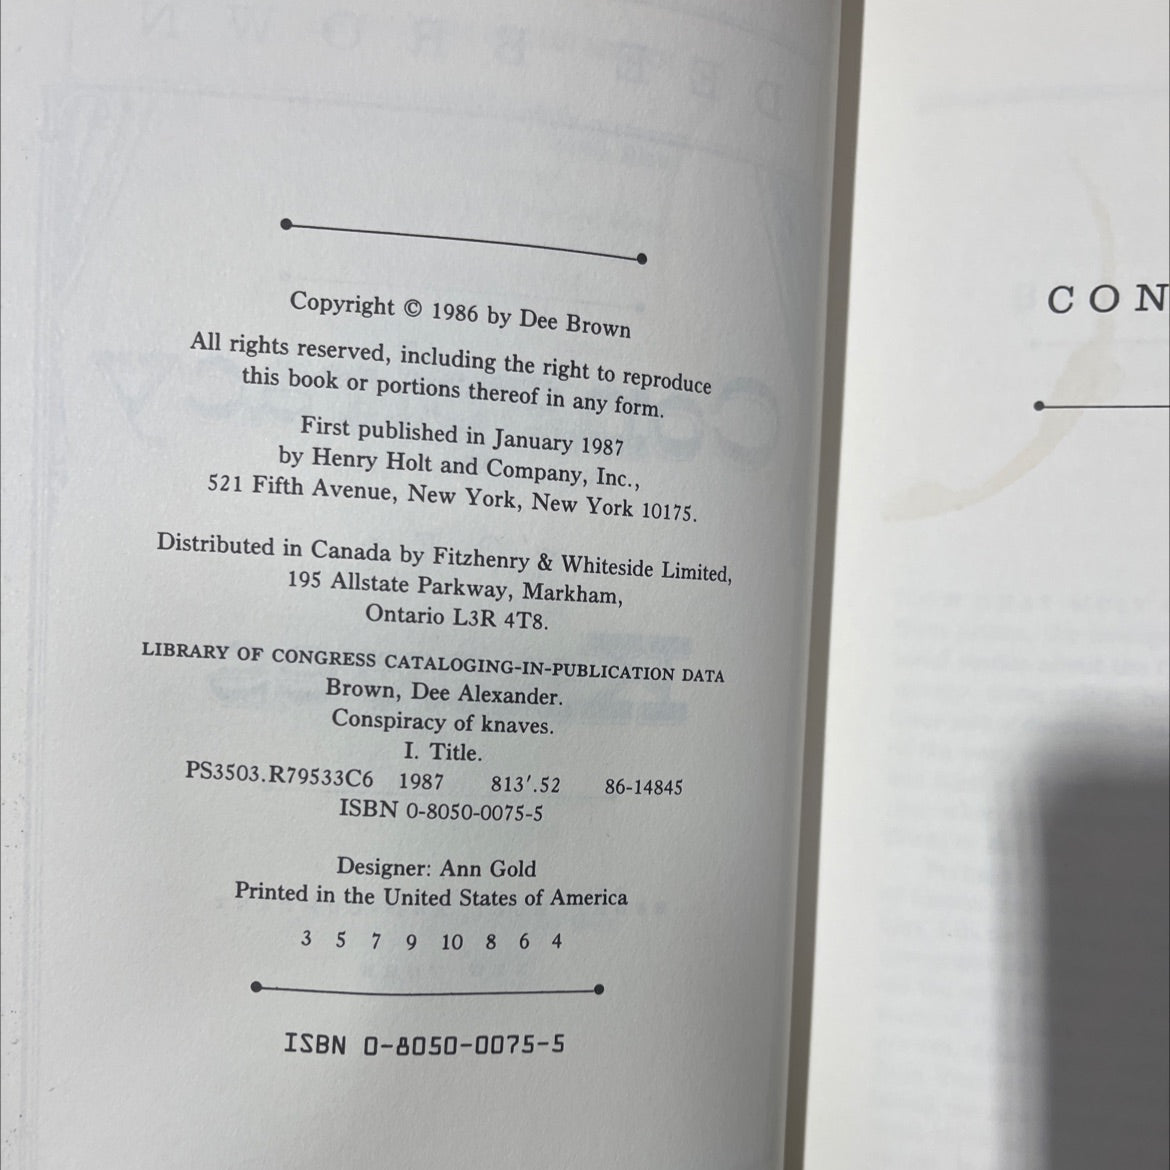 Copyright © 1986 by Dee Brown
All rights reserved, including the right to reproduce
this book or portions thereof in any form.
First published in January 1987
by Henry Holt and Company, Inc.,
521 Fifth Avenue, New York, New York 10175.
Distributed in Canada by Fitzhenry & Whiteside Limited,
195 Allstate Parkway, Markham,
Ontario L3R 4T8.
LIBRARY OF CONGRESS CATALOGING-IN-PUBLICATION DATA
Brown, Dee Alexander.
Conspiracy of knaves.
I. Title.
PS3503.R79533C6 1987 813′.52 86-14845
ISBN 0-8050-0075-5
Designer: Ann Gold
Printed in the United States of America
3 5 7 9 10 8 6 4
ISBN 0-8050-0075-5
CON